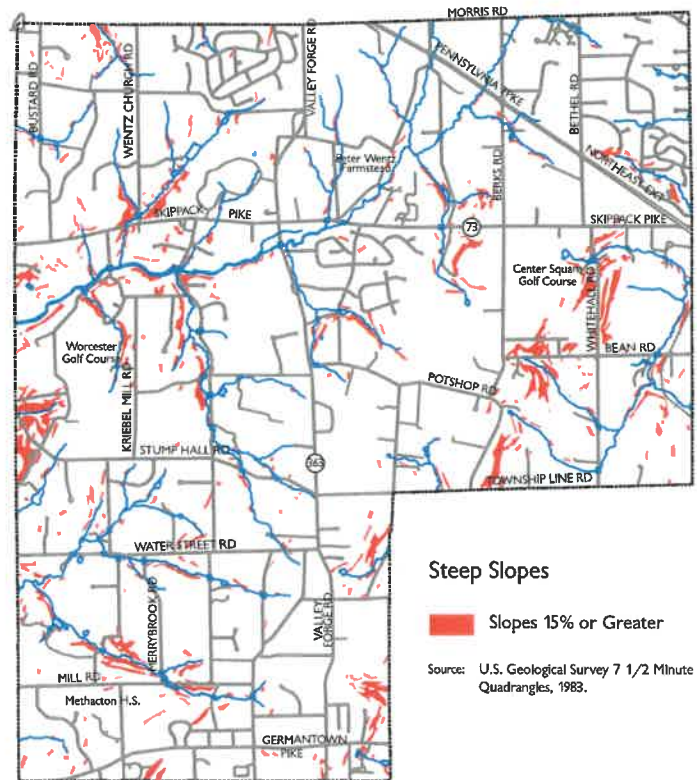 MORRIS RD
BUSTARD RD
WENTZ CHURCH RD
VALLEY FORGE RD
PENNSYLVANIA TPKE
BETHEL RD
Peter Wentz
Farmstead
BERKS RD
NORTHEAST EXT
SKIPPACK PIKE
73
SKIPPACK PIKE
Center Square
Golf Course
WHITEHALL RD
Worcester
Golf Course
KRIEBEL MILL RD
BEAN RD
POTSHOP RD
STUMP HALL RD
363
TOWNSHIP LINE RD
WATER STREET RD
MERRYBROOK RD
VALLEY
FORGE RD
MILL RD
Methacton H.S.
GERMANTOWN
PIKE
Steep Slopes
Slopes 15% or Greater
Source: U.S. Geological Survey 7 1/2 Minute
Quadrangles, 1983.